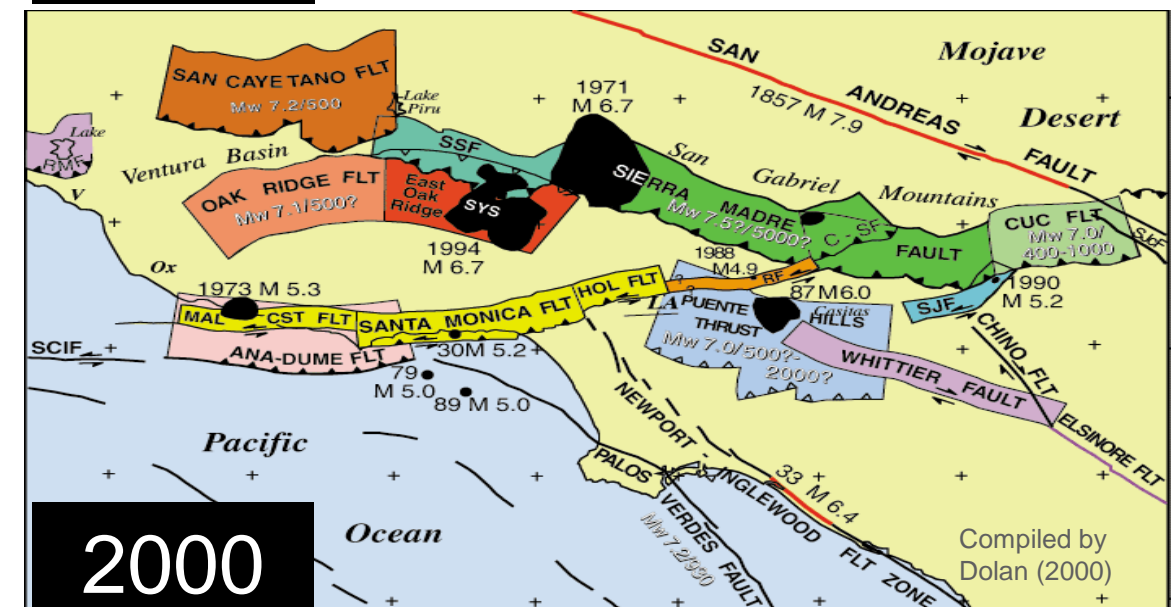 SAN ANDREAS FAULT
1857 M 7.9
Mojave
Desert
SAN CAYETANO FLT
Mw 7.2/500
Lake
Piru
1971
M 6.7
Lake
RMF
Ventura Basin
V
SSF
San Gabriel Mountains
OAK RIDGE FLT
Mw 7.1/500?
East
Oak
Ridge
SYS
SIERRA MADRE FAULT
Mw 7.5?/5000?
C - SF
CUC FLT
Mw 7.0/
400-1000
SJcF
1994
M 6.7
Ox
1988
M4.9
RF
1973 M 5.3
HOL FLT
? ?
LA
87 M6.0
1990
M 5.2
SJF
MAL CST FLT
SANTA MONICA FLT
PUENTE HILLS
THRUST
Casitas
Mw 7.0/500?-
2000?
CHINO FLT
SCIF
ANA-DUME FLT
30M 5.2
79
M 5.0
89 M 5.0
WHITTIER FAULT
ELSINORE FLT
NEWPORT - INGLEWOOD FLT ZONE
Pacific
Ocean
PALOS VERDES FAULT
33 M 6.4
2000
Compiled by
Dolan (2000)